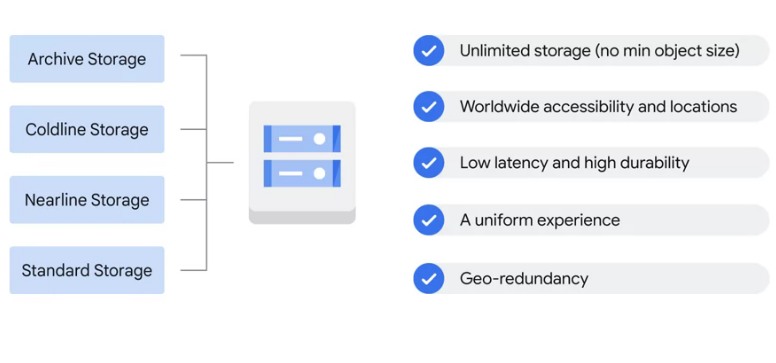 Archive Storage
Coldline Storage
Nearline Storage
Standard Storage
Unlimited storage (no min object size)
Worldwide accessibility and locations
Low latency and high durability
A uniform experience
Geo-redundancy